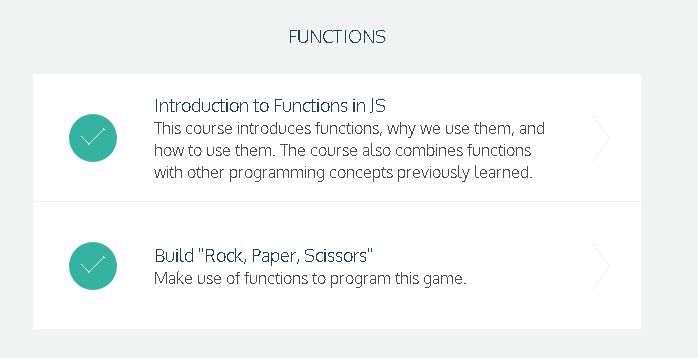 FUNCTIONS
Introduction to Functions in JS
This course introduces functions, why we use them, and
how to use them. The course also combines functions
with other programming concepts previously learned.
Build "Rock, Paper, Scissors"
Make use of functions to program this game.